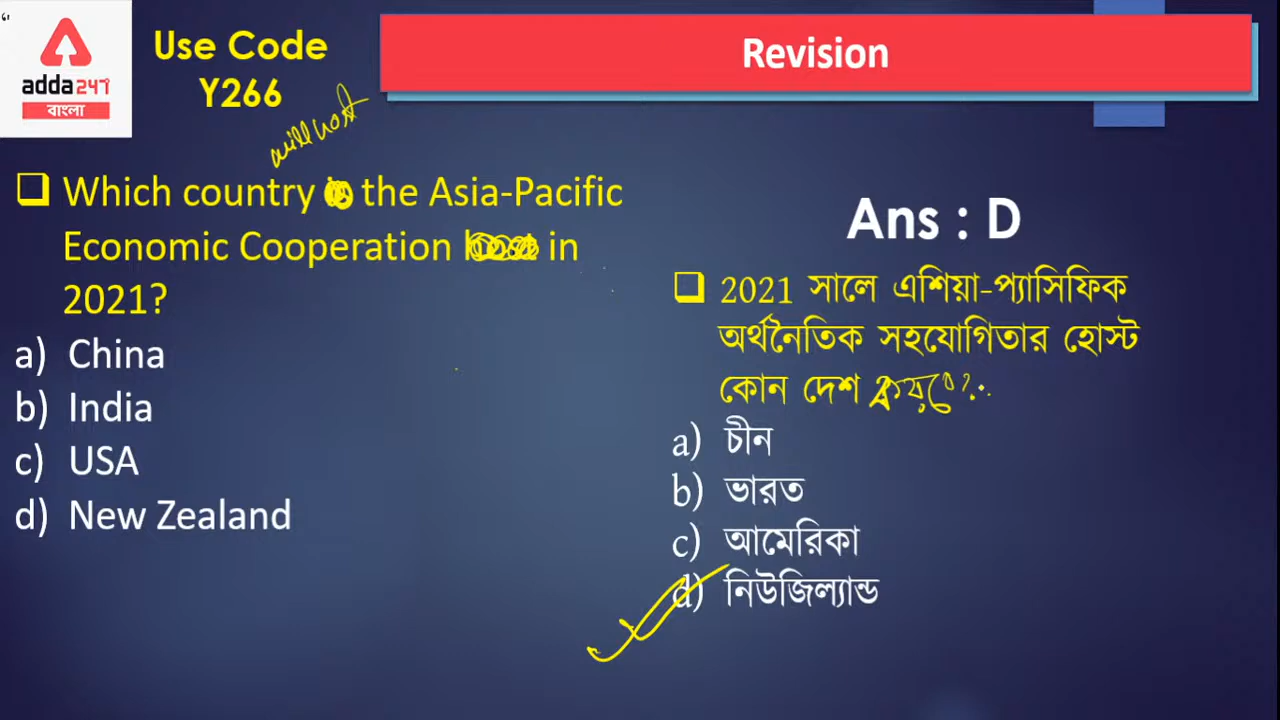 adda247
বাংলা
Use Code
Y266
Revision
will host
Which country the Asia-Pacific
Economic Cooperation in
2021?
a) China
b) India
c) USA
d) New Zealand
Ans : D
2021 সালে এশিয়া-প্যাসিফিক
অর্থনৈতিক সহযোগিতার হোস্ট
কোন দেশ করবে?
a) চীন
b) ভারত
c) আমেরিকা
d) নিউজিল্যান্ড